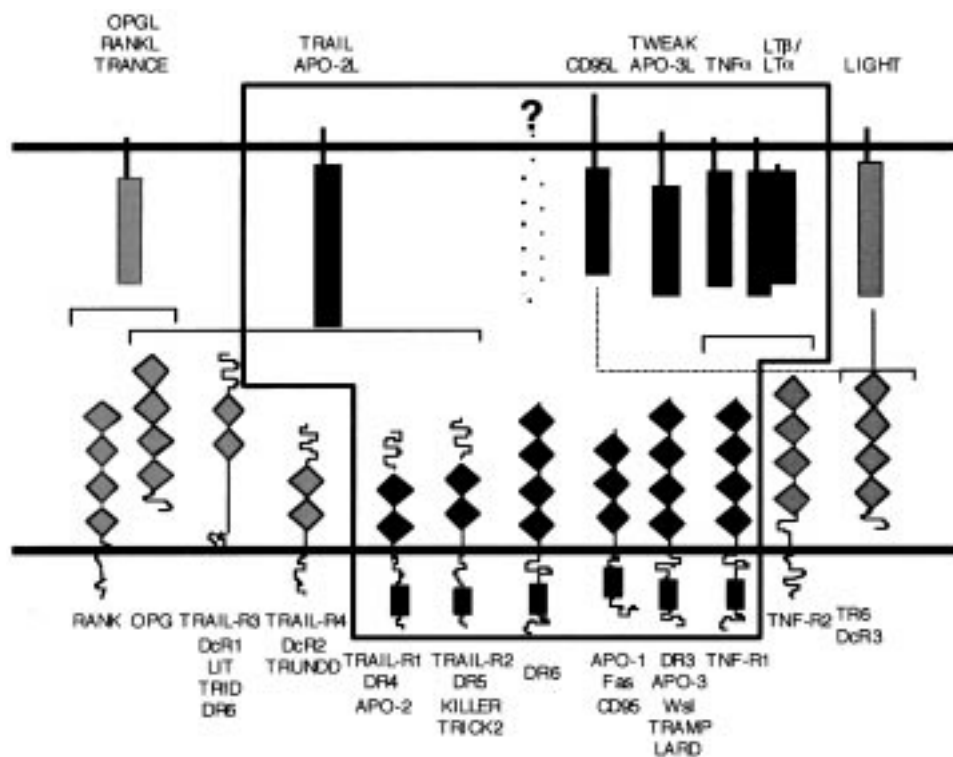 OPGL
RANKL
TRANCE
TRAIL
APO-2L
CD95L
TWEAK
APO-3L
TNFα
LTβ/
LTα
LIGHT
?
RANK
OPG
TRAIL-R3
DcR1
LIT
TRID
DR6
TRAIL-R4
DcR2
TRUNDD
TRAIL-R1
DR4
APO-2
TRAIL-R2
DR5
KILLER
TRICK2
DR6
APO-1
Fas
CD95
DR3
APO-3
Wsl
TRAMP
LARD
TNF-R1
TNF-R2
TR6
DcR3